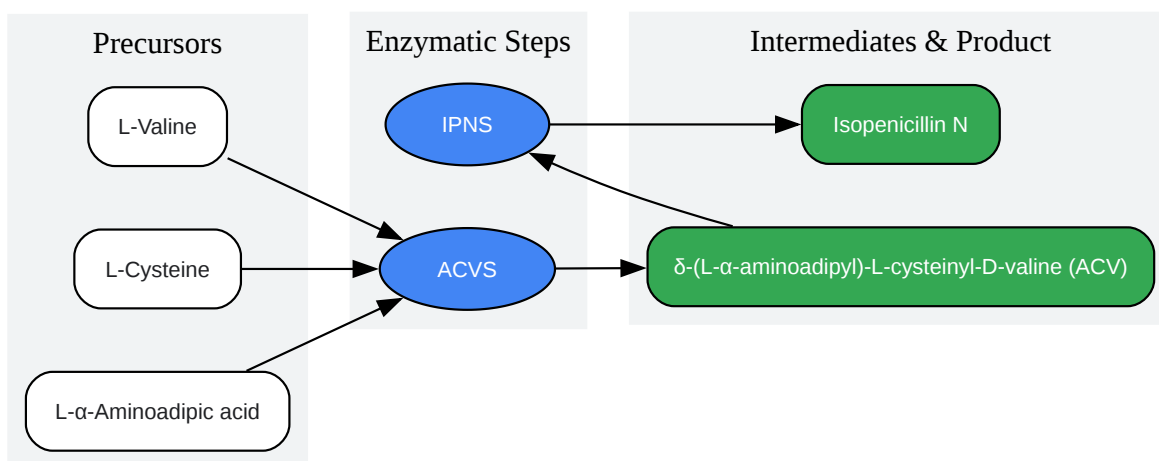 Precursors
L-Valine
L-Cysteine
L-α-Aminoadipic acid
Enzymatic Steps
IPNS
ACVS
Intermediates & Product
Isopenicillin N
δ-(L-α-aminoadipyl)-L-cysteinyl-D-valine (ACV)